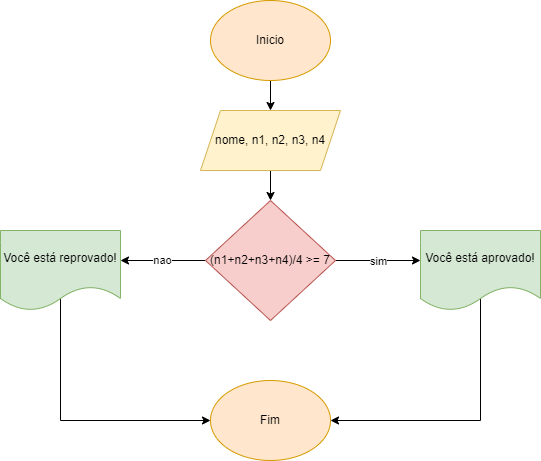 Inicio
nome, n1, n2, n3, n4
Você está reprovado!
nao
(n1+n2+n3+n4)/4 >= 7
sim
Você está aprovado!
Fim